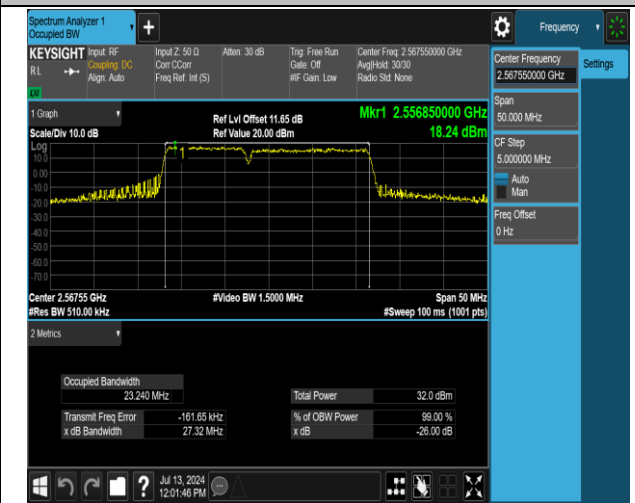 Spectrum Analyzer 1
Occupied BW
Frequency
KEYSIGHT
Input: RF
Input Z: 50 Ω
Atten: 30 dB
Trig: Free Run
Center Freq: 2.567550000 GHz
RL
Coupling: DC
Corr CCorr
Gate: Off
Avg|Hold: 30/30
Align: Auto
Freq Ref: Int (S)
#IF Gain: Low
Radio Std: None
LXI
1 Graph
Ref Lvl Offset 11.65 dB
Mkr1 2.556850000 GHz
Scale/Div 10.0 dB
Ref Value 20.00 dBm
18.24 dBm
Log
10.0
0.00
-10.0
-20.0
-30.0
-40.0
-50.0
-60.0
-70.0
Center 2.56755 GHz
#Video BW 1.5000 MHz
Span 50 MHz
#Res BW 510.00 kHz
#Sweep 100 ms (1001 pts)
2 Metrics
Occupied Bandwidth
23.240 MHz
Total Power
32.0 dBm
Transmit Freq Error
-161.65 kHz
% of OBW Power
99.00 %
x dB Bandwidth
27.32 MHz
x dB
-26.00 dB
Jul 13, 2024
12:01:46 PM
Center Frequency
2.567550000 GHz
Settings
Span
50.000 MHz
CF Step
5.000000 MHz
Auto
Man
Freq Offset
0 Hz